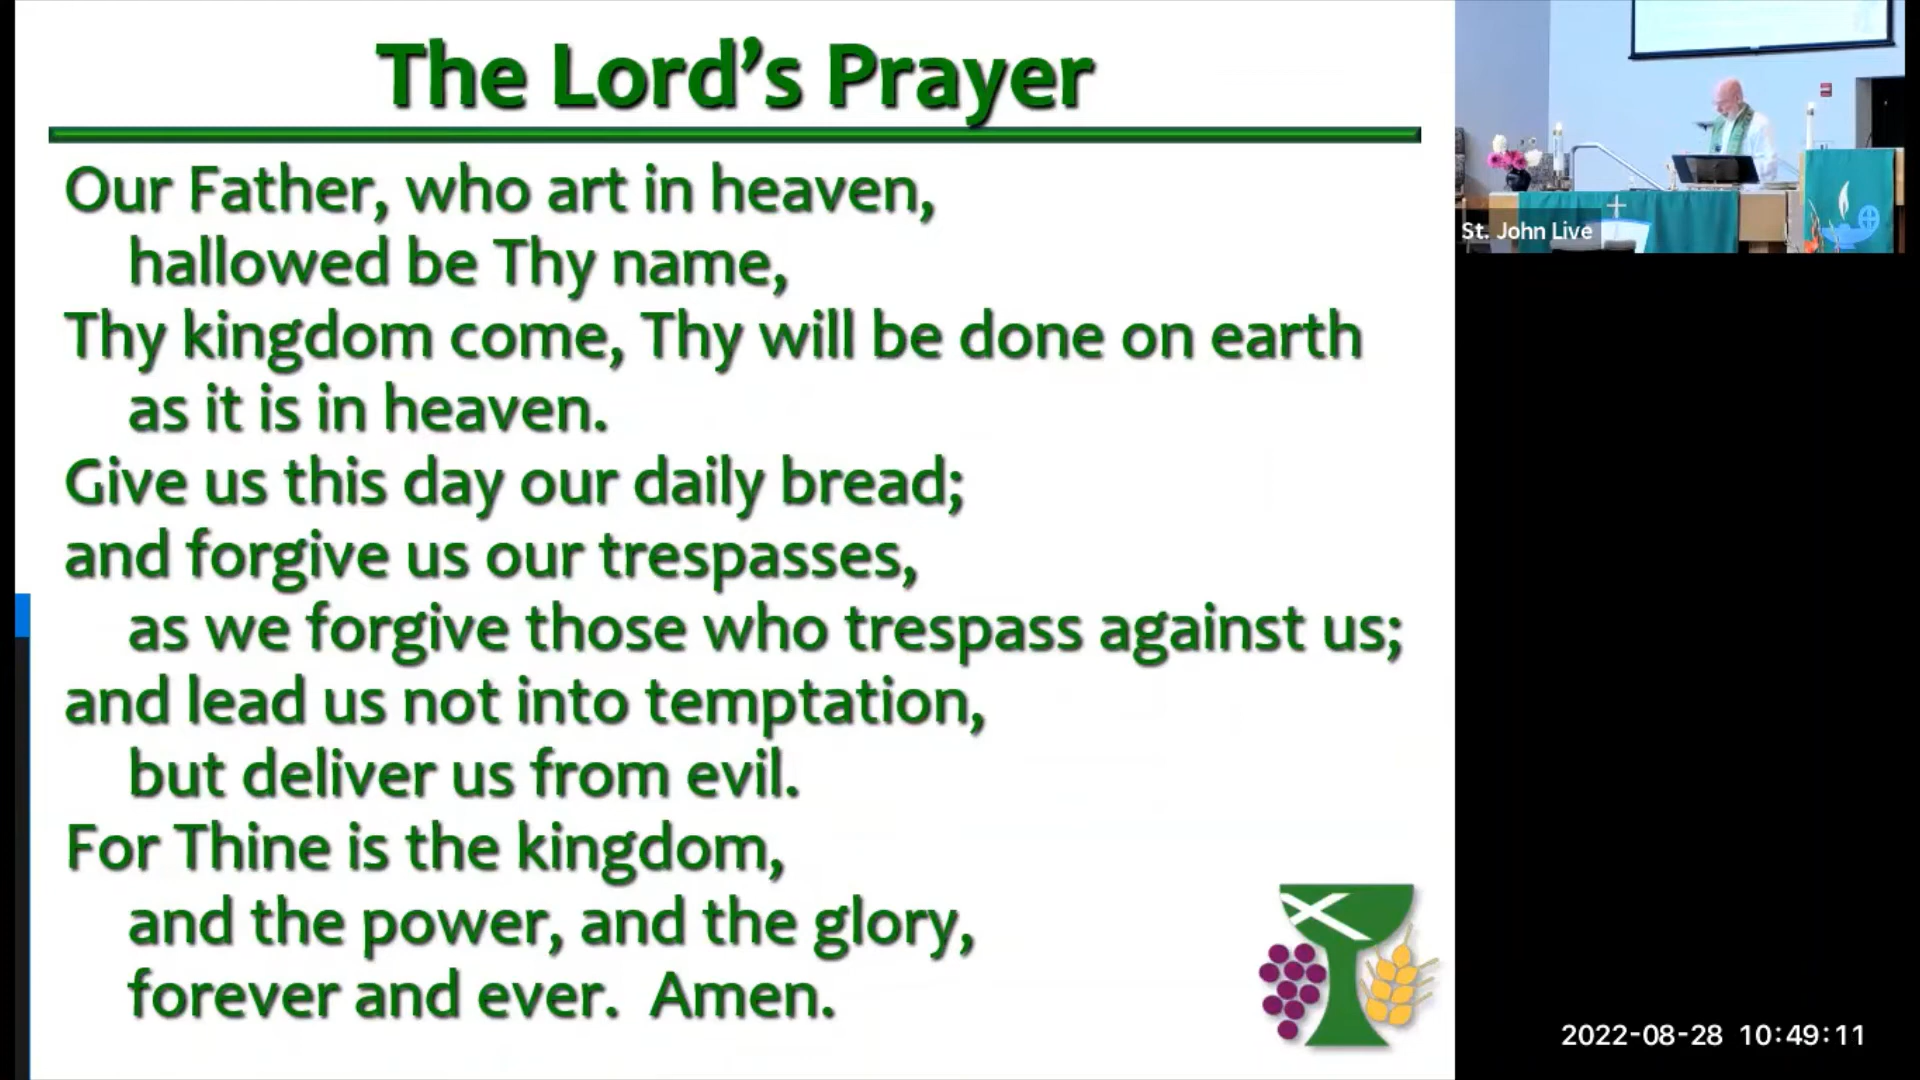 The Lord's Prayer
Our Father, who art in heaven,
hallowed be Thy name,
Thy kingdom come, Thy will be done on earth
as it is in heaven.
Give us this day our daily bread;
and forgive us our trespasses,
as we forgive those who trespass against us;
and lead us not into temptation,
but deliver us from evil.
For Thine is the kingdom,
and the power, and the glory,
forever and ever.  Amen.
St. John Live
2022-08-28 10:49:11